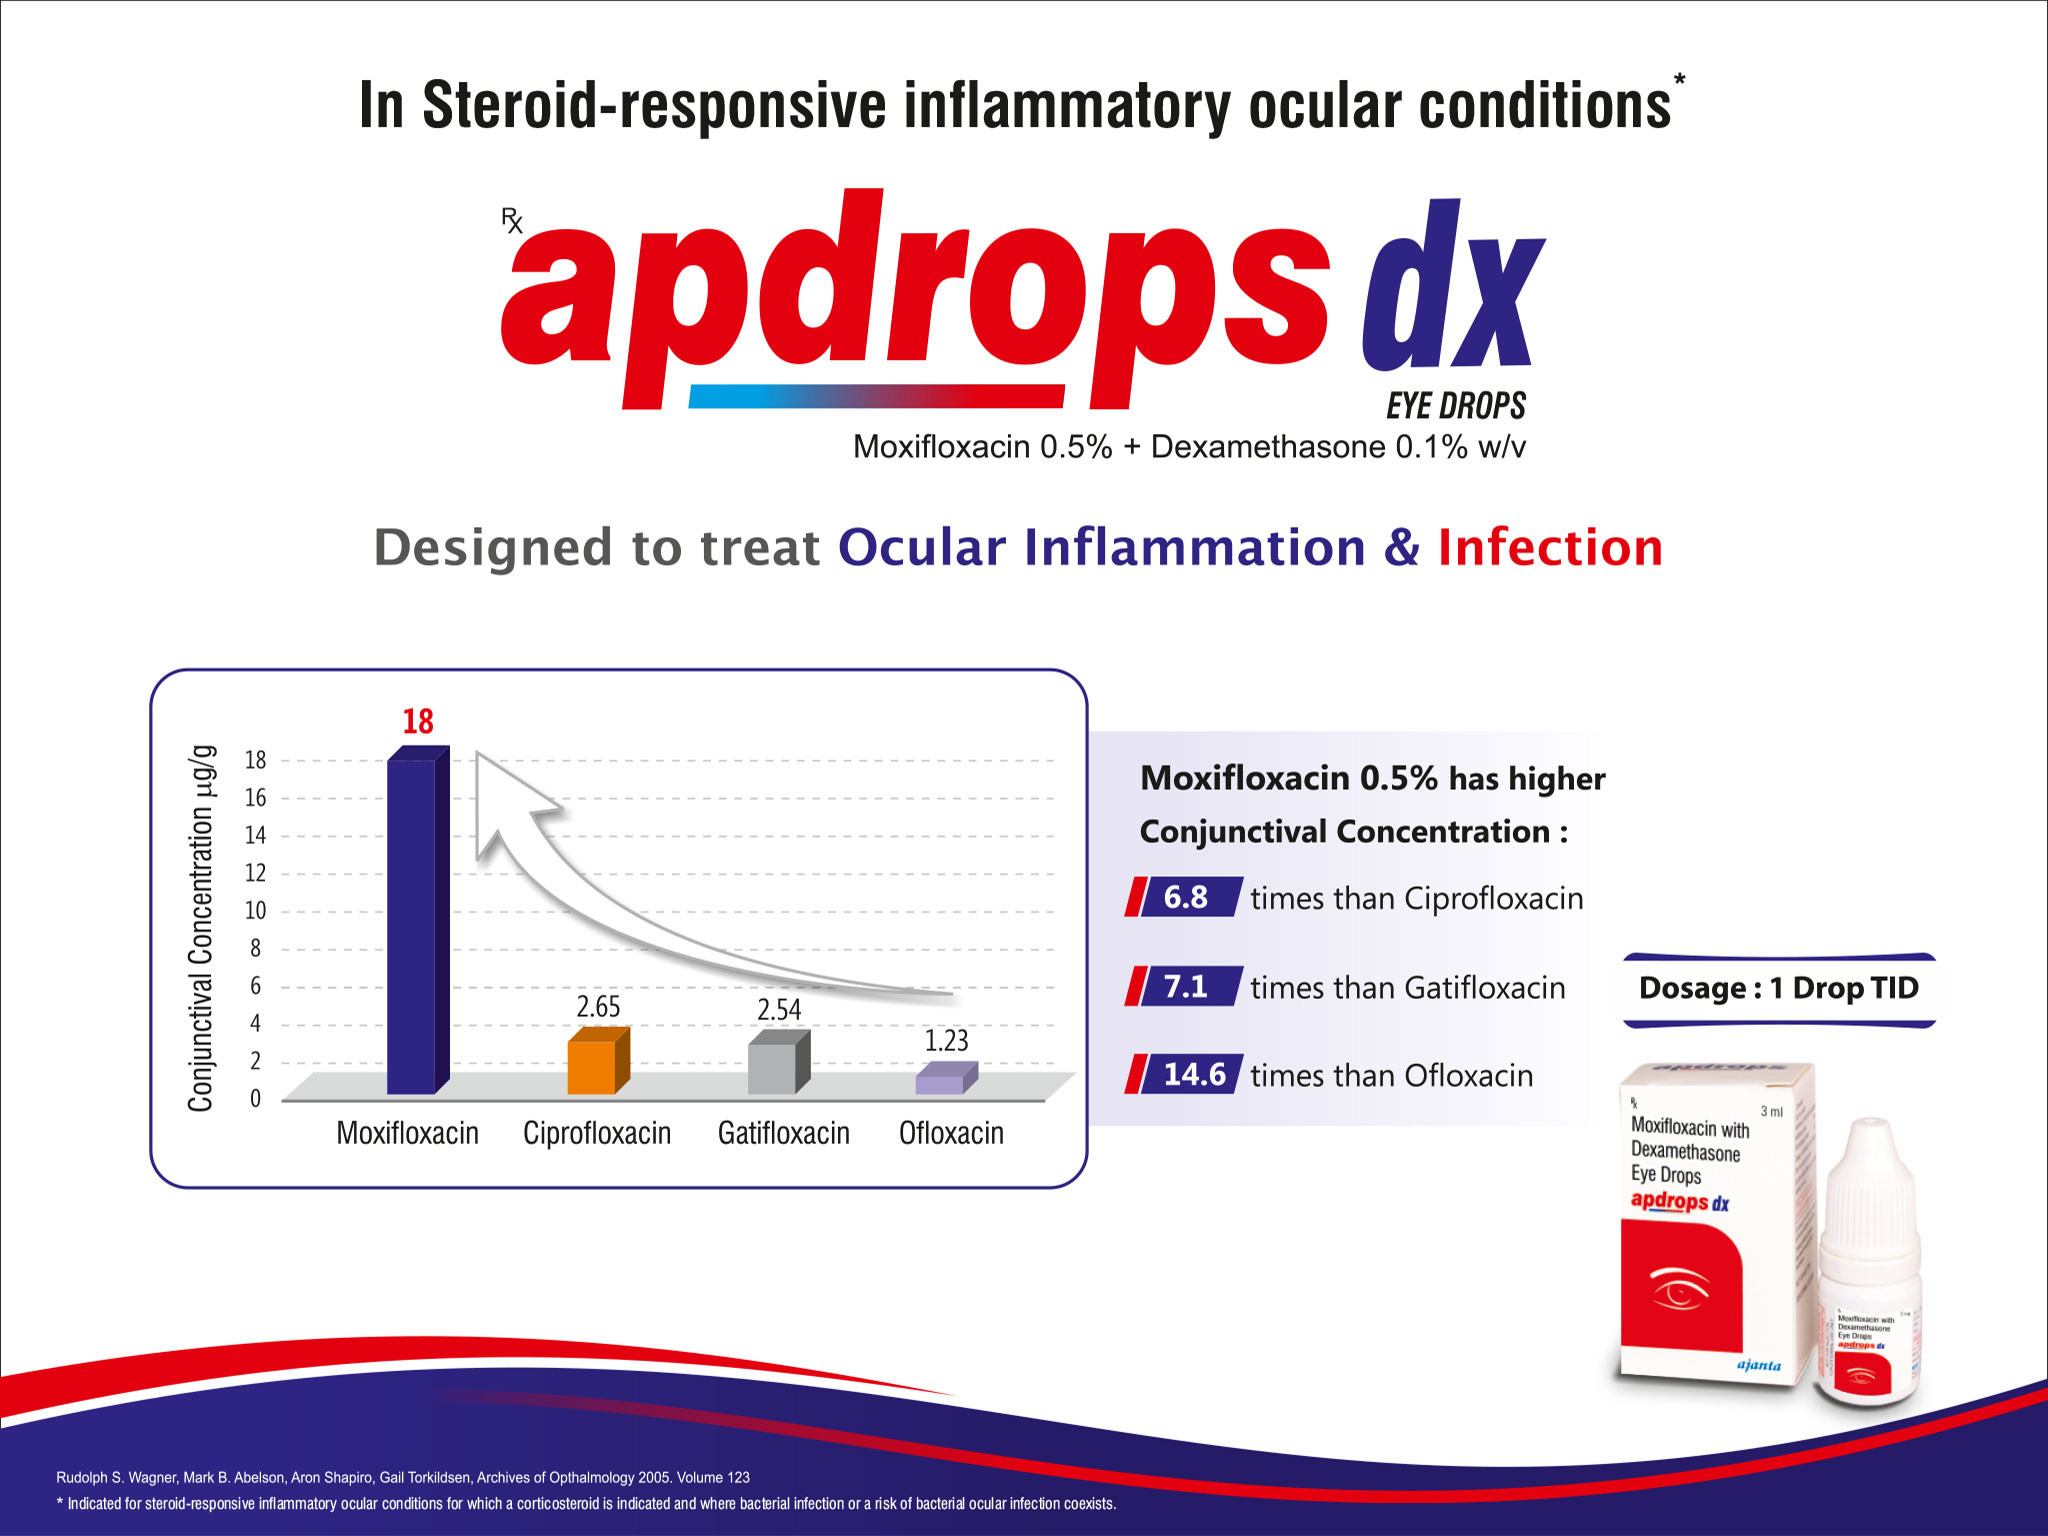 In Steroid-responsive inflammatory ocular conditions*
Rx
apdrops dx
EYE DROPS
Moxifloxacin 0.5% + Dexamethasone 0.1% w/v
Designed to treat Ocular Inflammation & Infection
Conjunctival Concentration µg/g
18
18
16
14
12
10
8
6
4
2
0
2.65
2.54
1.23
Moxifloxacin
Ciprofloxacin
Gatifloxacin
Ofloxacin
Moxifloxacin 0.5% has higher
Conjunctival Concentration :
6.8 times than Ciprofloxacin
7.1 times than Gatifloxacin
14.6 times than Ofloxacin
Dosage : 1 Drop TID
apdrops dx
Rx
3 ml
Moxifloxacin with
Dexamethasone
Eye Drops
apdrops dx
ajanta
Moxifloxacin with
Dexamethasone
Eye Drops
apdrops dx
Rudolph S. Wagner, Mark B. Abelson, Aron Shapiro, Gail Torkildsen, Archives of Opthalmology 2005. Volume 123
* Indicated for steroid-responsive inflammatory ocular conditions for which a corticosteroid is indicated and where bacterial infection or a risk of bacterial ocular infection coexists.